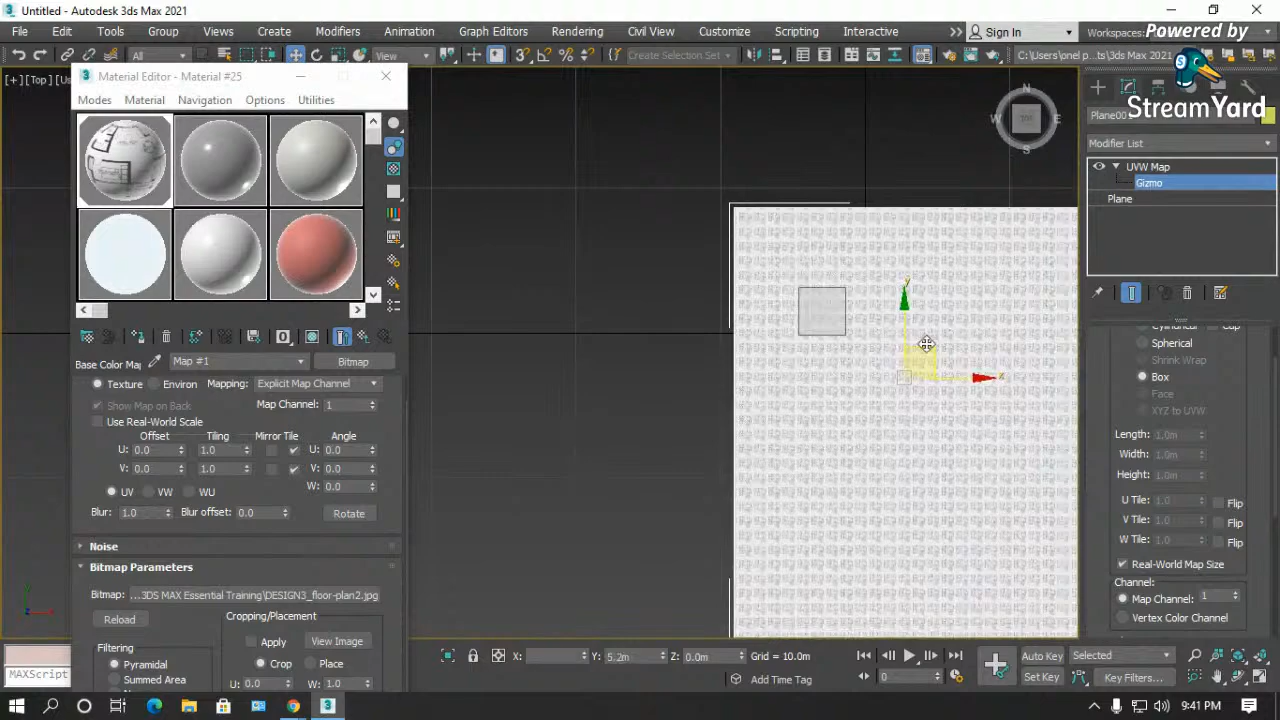 Untitled - Autodesk 3ds Max 2021
File Edit Tools Group Views Create Modifiers Animation Graph Editors Rendering Civil View Customize Scripting Interactive Sign In Workspaces:
Powered by
StreamYard
All View Create Selection Set C:\Users\onel p...ts\3ds Max 2021
[+] [Top]
Material Editor - Material #25
Modes Material Navigation Options Utilities
N
W TOP E
S
Modifier List
UVW Map
Gizmo
Plane
Base Color Map Map #1 Bitmap
Texture Environ Mapping: Explicit Map Channel
Show Map on Back Map Channel: 1
Use Real-World Scale
Offset Tiling Mirror Tile Angle
U: 0.0 1.0 U: 0.0
V: 0.0 1.0 V: 0.0
W: 0.0
UV VW WU
Blur: 1.0 Blur offset: 0.0 Rotate
Noise
Bitmap Parameters
Bitmap: ...3DS MAX Essential Training\DESIGN3_floor-plan2.jpg
Reload
Cropping/Placement
Apply View Image
Filtering
Crop Place
Pyramidal
Summed Area
U: 0.0 W: 1.0
y
x
Cylindrical Cap
Spherical
Shrink Wrap
Box
Face
XYZ to UVW
Length: 1.0m
Width: 1.0m
Height: 1.0m
U Tile: 1.0 Flip
V Tile: 1.0 Flip
W Tile: 1.0 Flip
Real-World Map Size
Channel:
Map Channel: 1
Vertex Color Channel
MAXScript
X: Y: 5.2m Z: 0.0m Grid = 10.0m
Add Time Tag
0
Auto Key Selected
Set Key Key Filters...
9:41 PM